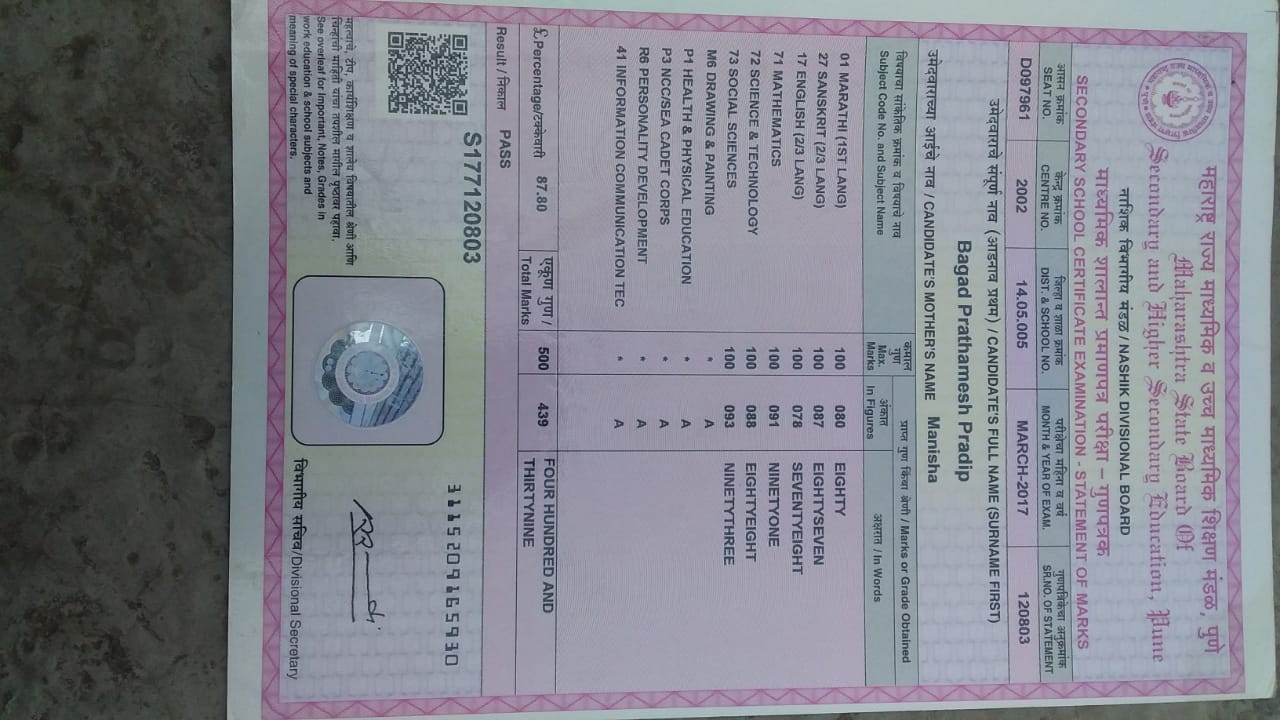 महाराष्ट्र राज्य माध्यमिक व उच्च माध्यमिक शिक्षण मंडळ, पुणे
Maharashtra State Board Of
Secondary and Higher Secondary Education, Pune
नाशिक विभागीय मंडळ / NASHIK DIVISIONAL BOARD
माध्यमिक शालान्त प्रमाणपत्र परीक्षा – गुणपत्रक
SECONDARY SCHOOL CERTIFICATE EXAMINATION - STATEMENT OF MARKS
आसन क्रमांक केन्द्र क्रमांक जिल्हा व शाळा क्रमांक परीक्षेचा महिना व वर्ष गुणपत्रिकेचा अनुक्रमांक
SEAT NO. CENTRE NO. DIST. & SCHOOL NO. MONTH & YEAR OF EXAM. SR.NO. OF STATEMENT
D097961 2002 14.05.005 MARCH-2017 120803
उमेदवाराचे संपूर्ण नाव (आडनाव प्रथम) / CANDIDATE'S FULL NAME (SURNAME FIRST)
Bagad Prathamesh Pradip
उमेदवाराच्या आईचे नाव / CANDIDATE'S MOTHER'S NAME Manisha
विषयाचा सांकेतिक क्रमांक व विषयाचे नाव
Subject Code No. and Subject Name
कमाल
गुण
Max.
Marks
प्राप्त गुण किंवा श्रेणी / Marks or Grade Obtained
अंकात
In Figures
अक्षरात / In Words
01 MARATHI (1ST LANG) 100 080 EIGHTY
27 SANSKRIT (2/3 LANG) 100 087 EIGHTYSEVEN
17 ENGLISH (2/3 LANG) 100 078 SEVENTYEIGHT
71 MATHEMATICS 100 091 NINETYONE
72 SCIENCE & TECHNOLOGY 100 088 EIGHTYEIGHT
73 SOCIAL SCIENCES 100 093 NINETYTHREE
M6 DRAWING & PAINTING * A
P1 HEALTH & PHYSICAL EDUCATION * A
P3 NCC/SEA CADET CORPS * A
R6 PERSONALITY DEVELOPMENT * A
41 INFORMATION COMMUNICATION TEC * A
£ Percentage/टक्केवारी 87.80
एकूण गुण /
Total Marks
500 439
FOUR HUNDRED AND
THIRTYNINE
Result / निकाल PASS
S177120803
3115209165930
महत्वाचे, टीप, कार्यशिक्षण व शालेय विषयातील श्रेणी आणि
चिन्हांची माहिती यांचा तपशील मागील पृष्ठावर पहावा.
See overleaf for Important, Notes, Grades in
work education & school subjects and
meaning of special characters.
विभागीय सचिव/Divisional Secretary